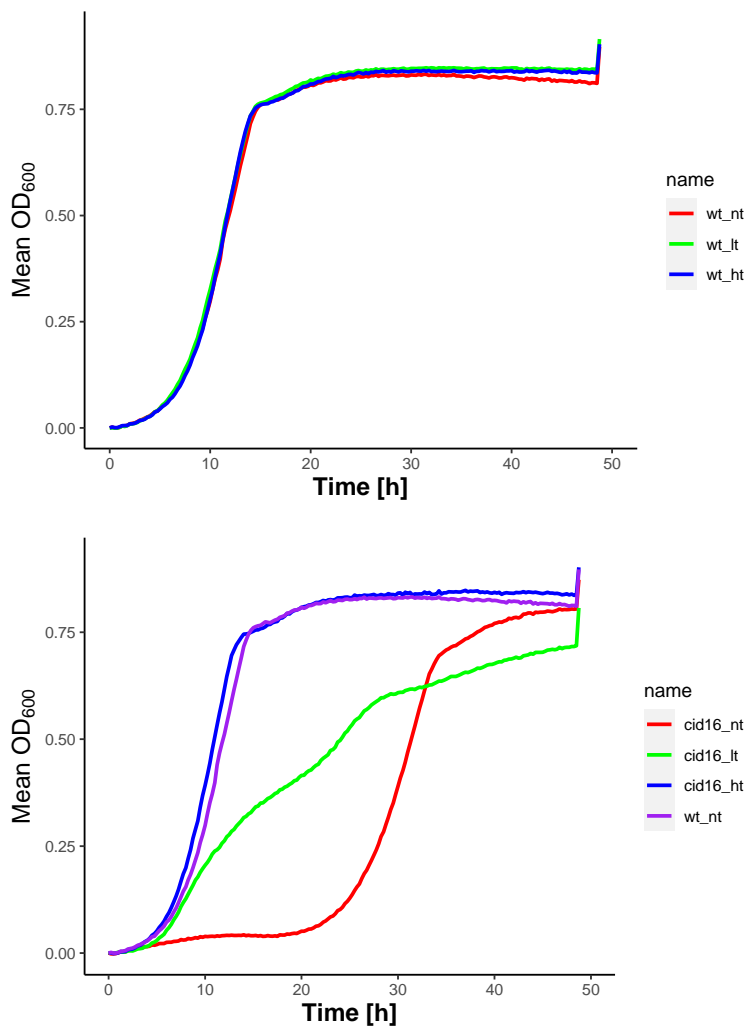 0.75
0.50
0.25
0.00
Mean OD600
0 10 20 30 40 50
Time [h]
name
wt_nt
wt_lt
wt_ht
0.75
0.50
0.25
0.00
Mean OD600
0 10 20 30 40 50
Time [h]
name
cid16_nt
cid16_lt
cid16_ht
wt_nt